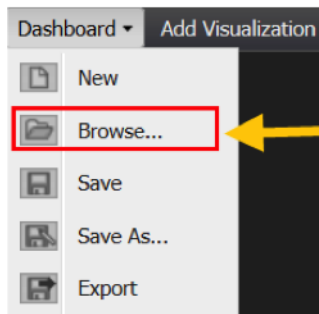 Dashboard Add Visualization
New
Browse...
Save
Save As...
Export